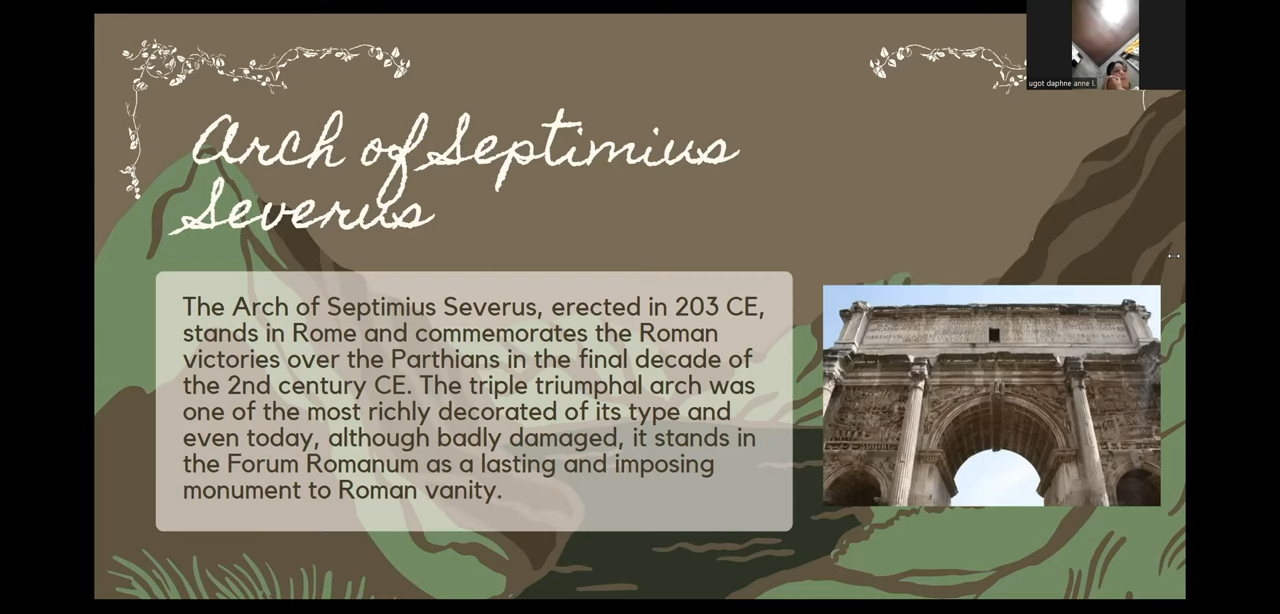 ugot daphne anne l.
Arch of Septimius
Severus
The Arch of Septimius Severus, erected in 203 CE,
stands in Rome and commemorates the Roman
victories over the Parthians in the final decade of
the 2nd century CE. The triple triumphal arch was
one of the most richly decorated of its type and
even today, although badly damaged, it stands in
the Forum Romanum as a lasting and imposing
monument to Roman vanity.